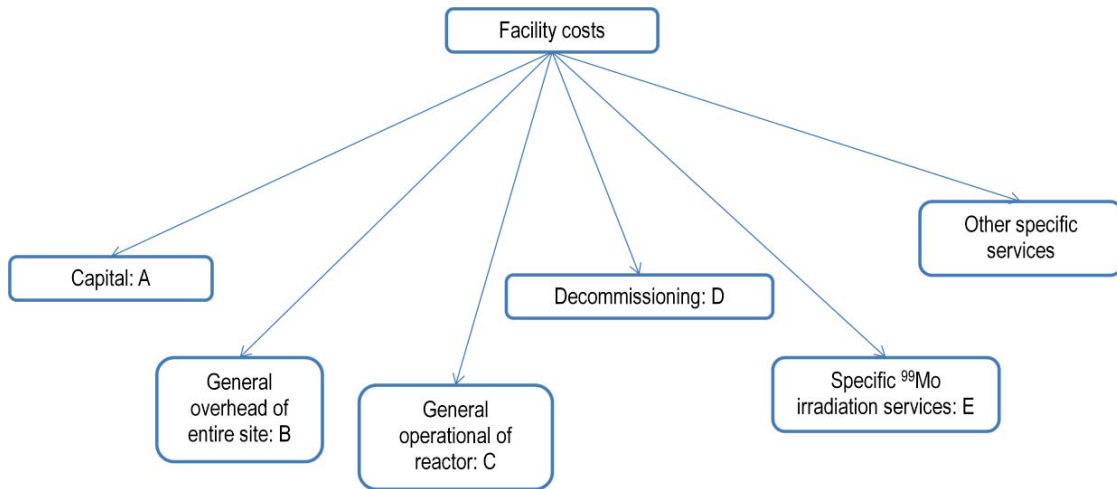 Facility costs
Other specific
services
Capital: A
Decommissioning: D
General
overhead of
entire site: B
General
operational of
reactor: C
Specific ⁹⁹Mo
irradiation services: E